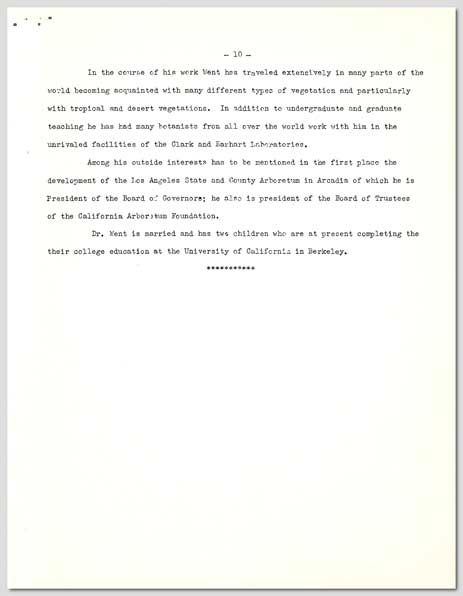 - 10 -
In the course of his work Went has traveled extensively in many parts of the
world becoming acquainted with many different types of vegetation and particularly
with tropical and desert vegetations. In addition to undergraduate and graduate
teaching he has had many botanists from all over the world work with him in the
unrivaled facilities of the Clark and Earhart Laboratories.
Among his outside interests has to be mentioned in the first place the
development of the Los Angeles State and County Arboretum in Arcadia of which he is
President of the Board of Governors; he also is president of the Board of Trustees
of the California Arboretum Foundation.
Dr. Went is married and has two children who are at present completing the
their college education at the University of California in Berkeley.
***********